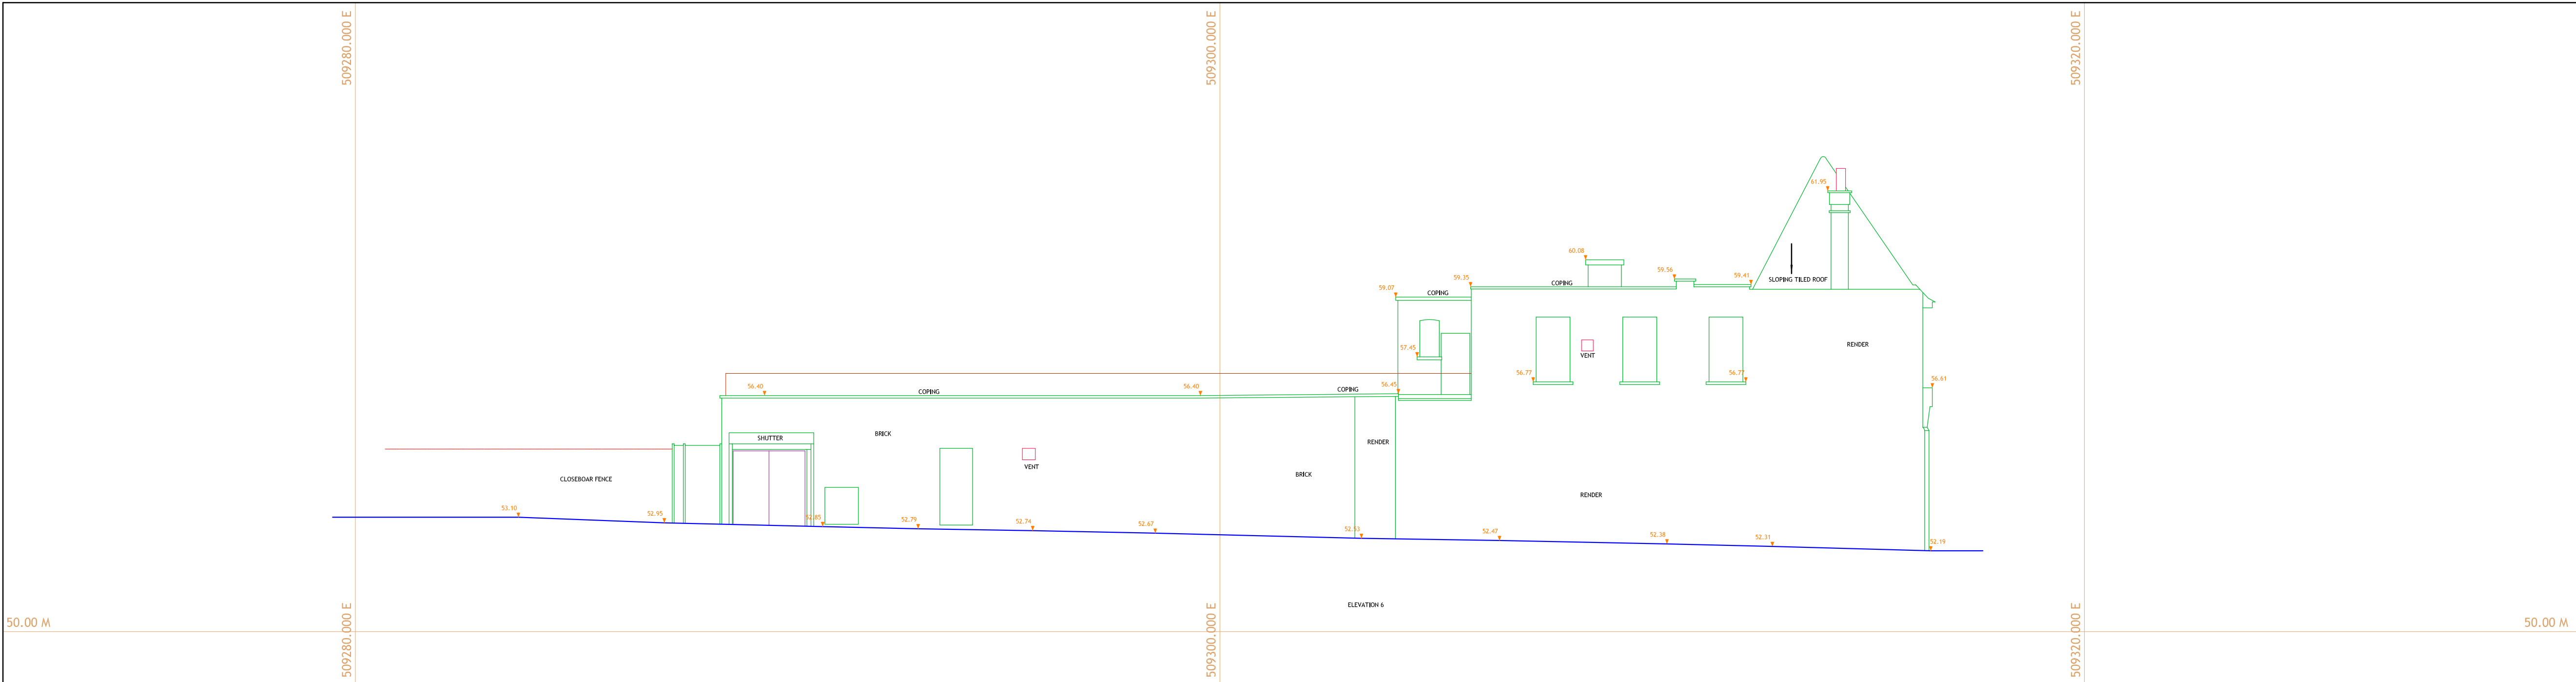 509280.000 E
509300.000 E
509320.000 E
61.95
60.08
59.56
59.41
59.35
59.07
SLOPING TILED ROOF
COPING
COPING
RENDER
57.45
VENT
56.77
56.77
56.61
56.40
56.40
56.45
COPING
COPING
BRICK
SHUTTER
RENDER
VENT
BRICK
CLOSEBOAR FENCE
RENDER
53.10
52.95
52.85
52.79
52.74
52.67
52.53
52.47
52.38
52.31
52.19
ELEVATION 6
50.00 M
50.00 M
509280.000 E
509300.000 E
509320.000 E